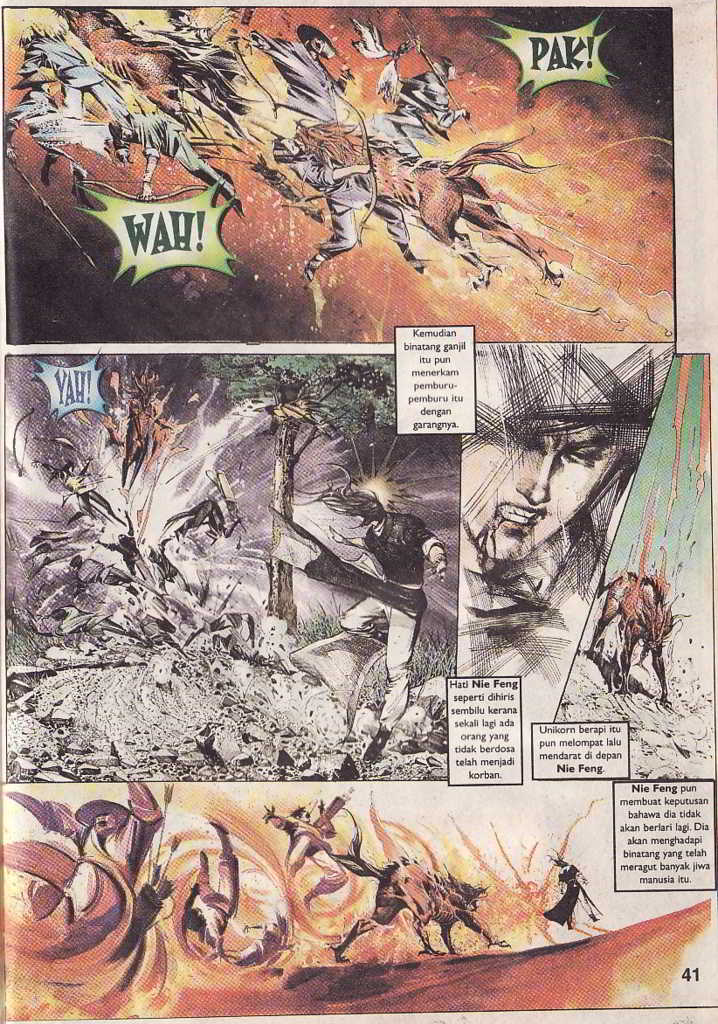 PAK!
WAH!
Kemudian
binatang ganjil
itu pun
menerkam
pemburu-
pemburu itu
dengan
garangnya.
YAH!
Hati Nie Feng
seperti dihiris
sembilu kerana
sekali lagi ada
orang yang
tidak berdosa
telah menjadi
korban.
Unikorn berapi itu
pun melompat lalu
mendarat di depan
Nie Feng.
Nie Feng pun
membuat keputusan
bahawa dia tidak
akan berlari lagi. Dia
akan menghadapi
binatang yang telah
meragut banyak jiwa
manusia itu.
41